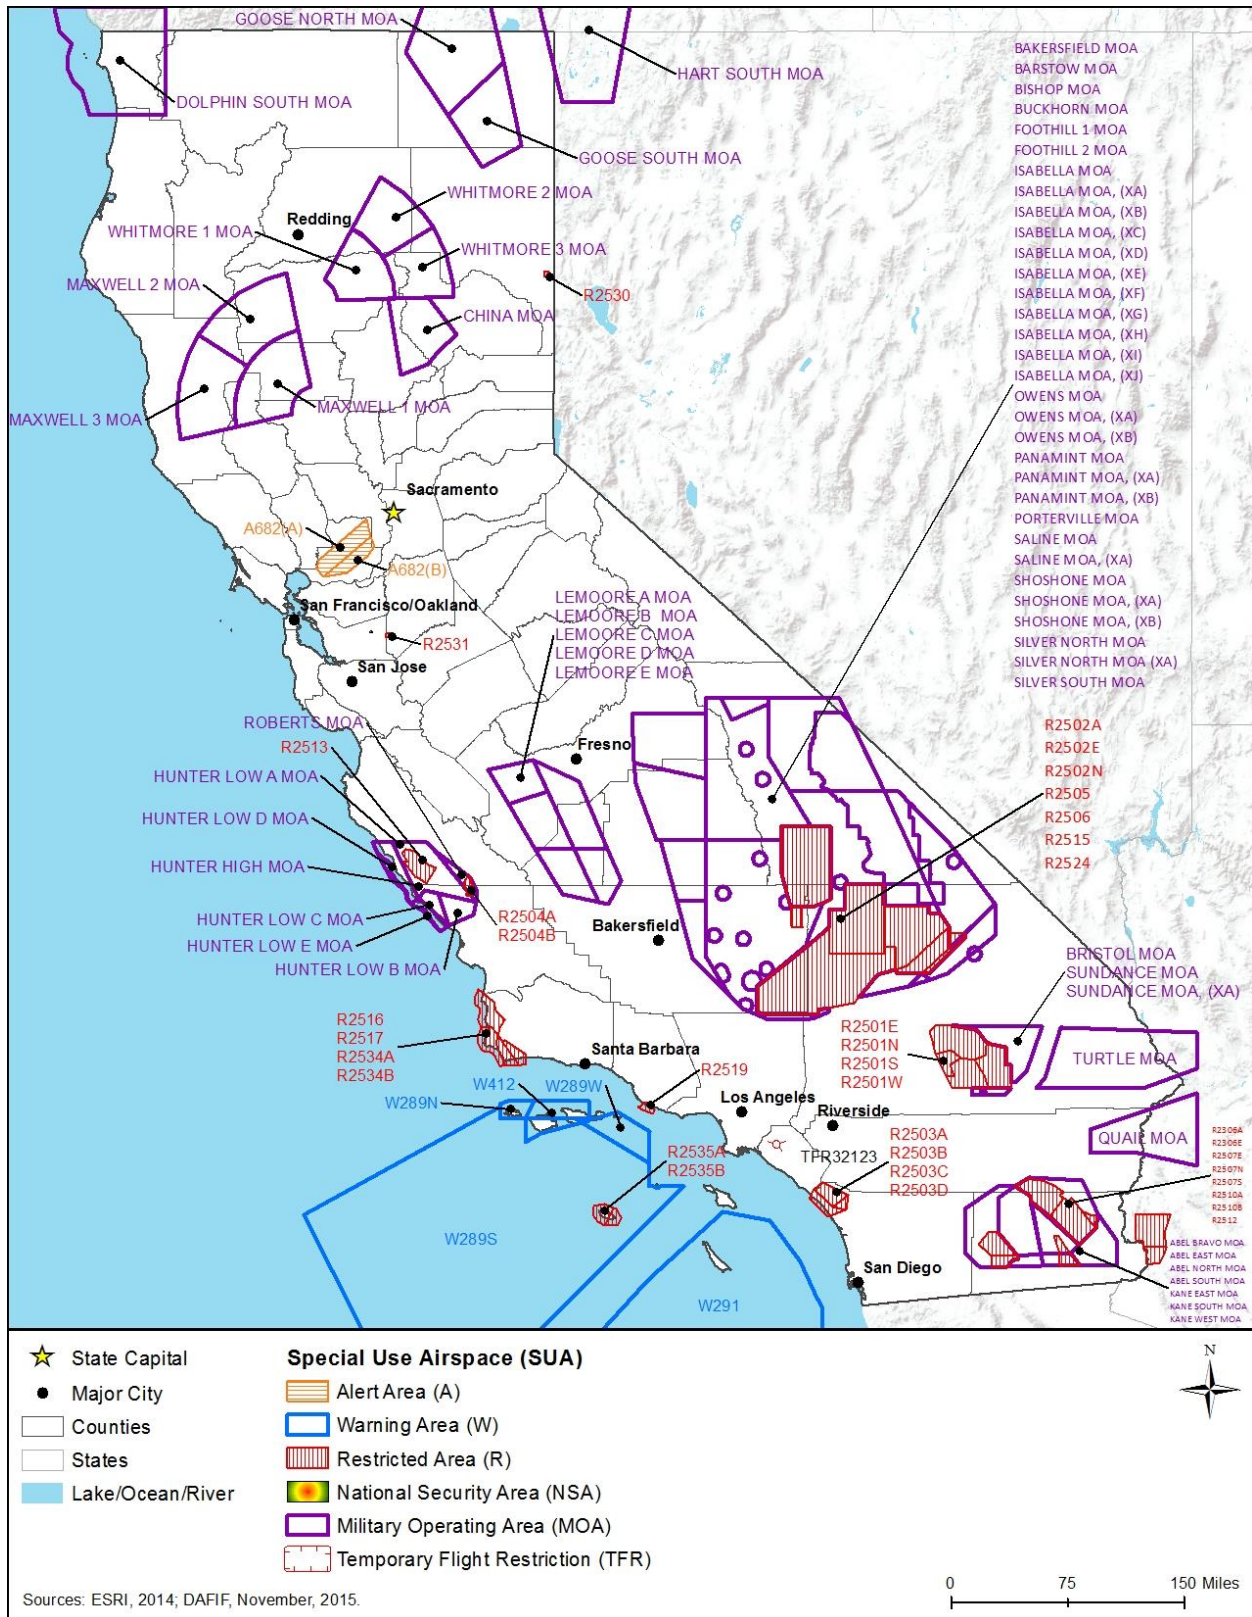 GOOSE NORTH MOA
HART SOUTH MOA
DOLPHIN SOUTH MOA
GOOSE SOUTH MOA
WHITMORE 2 MOA
Redding
WHITMORE 1 MOA
WHITMORE 3 MOA
MAXWELL 2 MOA
R2530
CHINA MOA
MAXWELL 1 MOA
MAXWELL 3 MOA
BAKERSFIELD MOA
BARSTOW MOA
BISHOP MOA
BUCKHORN MOA
FOOTHILL 1 MOA
FOOTHILL 2 MOA
ISABELLA MOA
ISABELLA MOA, (XA)
ISABELLA MOA, (XB)
ISABELLA MOA, (XC)
ISABELLA MOA, (XD)
ISABELLA MOA, (XE)
ISABELLA MOA, (XF)
ISABELLA MOA, (XG)
ISABELLA MOA, (XH)
ISABELLA MOA, (XI)
ISABELLA MOA, (XJ)
OWENS MOA
OWENS MOA, (XA)
OWENS MOA, (XB)
PANAMINT MOA
PANAMINT MOA, (XA)
PANAMINT MOA, (XB)
PORTERVILLE MOA
SALINE MOA
SALINE MOA, (XA)
SHOSHONE MOA
SHOSHONE MOA, (XA)
SHOSHONE MOA, (XB)
SILVER NORTH MOA
SILVER NORTH MOA (XA)
SILVER SOUTH MOA
Sacramento
A682(A)
A682(B)
San Francisco/Oakland
R2531
San Jose
LEMOORE A MOA
LEMOORE B MOA
LEMOORE C MOA
LEMOORE D MOA
LEMOORE E MOA
ROBERTS MOA
R2513
Fresno
HUNTER LOW A MOA
HUNTER LOW D MOA
HUNTER HIGH MOA
HUNTER LOW C MOA
HUNTER LOW E MOA
HUNTER LOW B MOA
R2504A
R2504B
Bakersfield
R2502A
R2502E
R2502N
R2505
R2506
R2515
R2524
BRISTOL MOA
SUNDANCE MOA
SUNDANCE MOA, (XA)
R2516
R2517
R2534A
R2534B
R2501E
R2501N
R2501S
R2501W
TURTLE MOA
Santa Barbara
R2519
W412
W289W
W289N
Los Angeles
Riverside
TFR32123
R2503A
R2503B
R2503C
R2503D
QUAIL MOA
R2535A
R2535B
R2306A
R2306E
R2507E
R2507N
R2507S
R2510A
R2510B
R2512
W289S
ABEL BRAVO MOA
ABEL EAST MOA
ABEL NORTH MOA
ABEL SOUTH MOA
KANE EAST MOA
KANE SOUTH MOA
KANE WEST MOA
San Diego
W291
State Capital
Major City
Counties
States
Lake/Ocean/River
Special Use Airspace (SUA)
Alert Area (A)
Warning Area (W)
Restricted Area (R)
National Security Area (NSA)
Military Operating Area (MOA)
Temporary Flight Restriction (TFR)
N
0 75 150 Miles
Sources: ESRI, 2014; DAFIF, November, 2015.